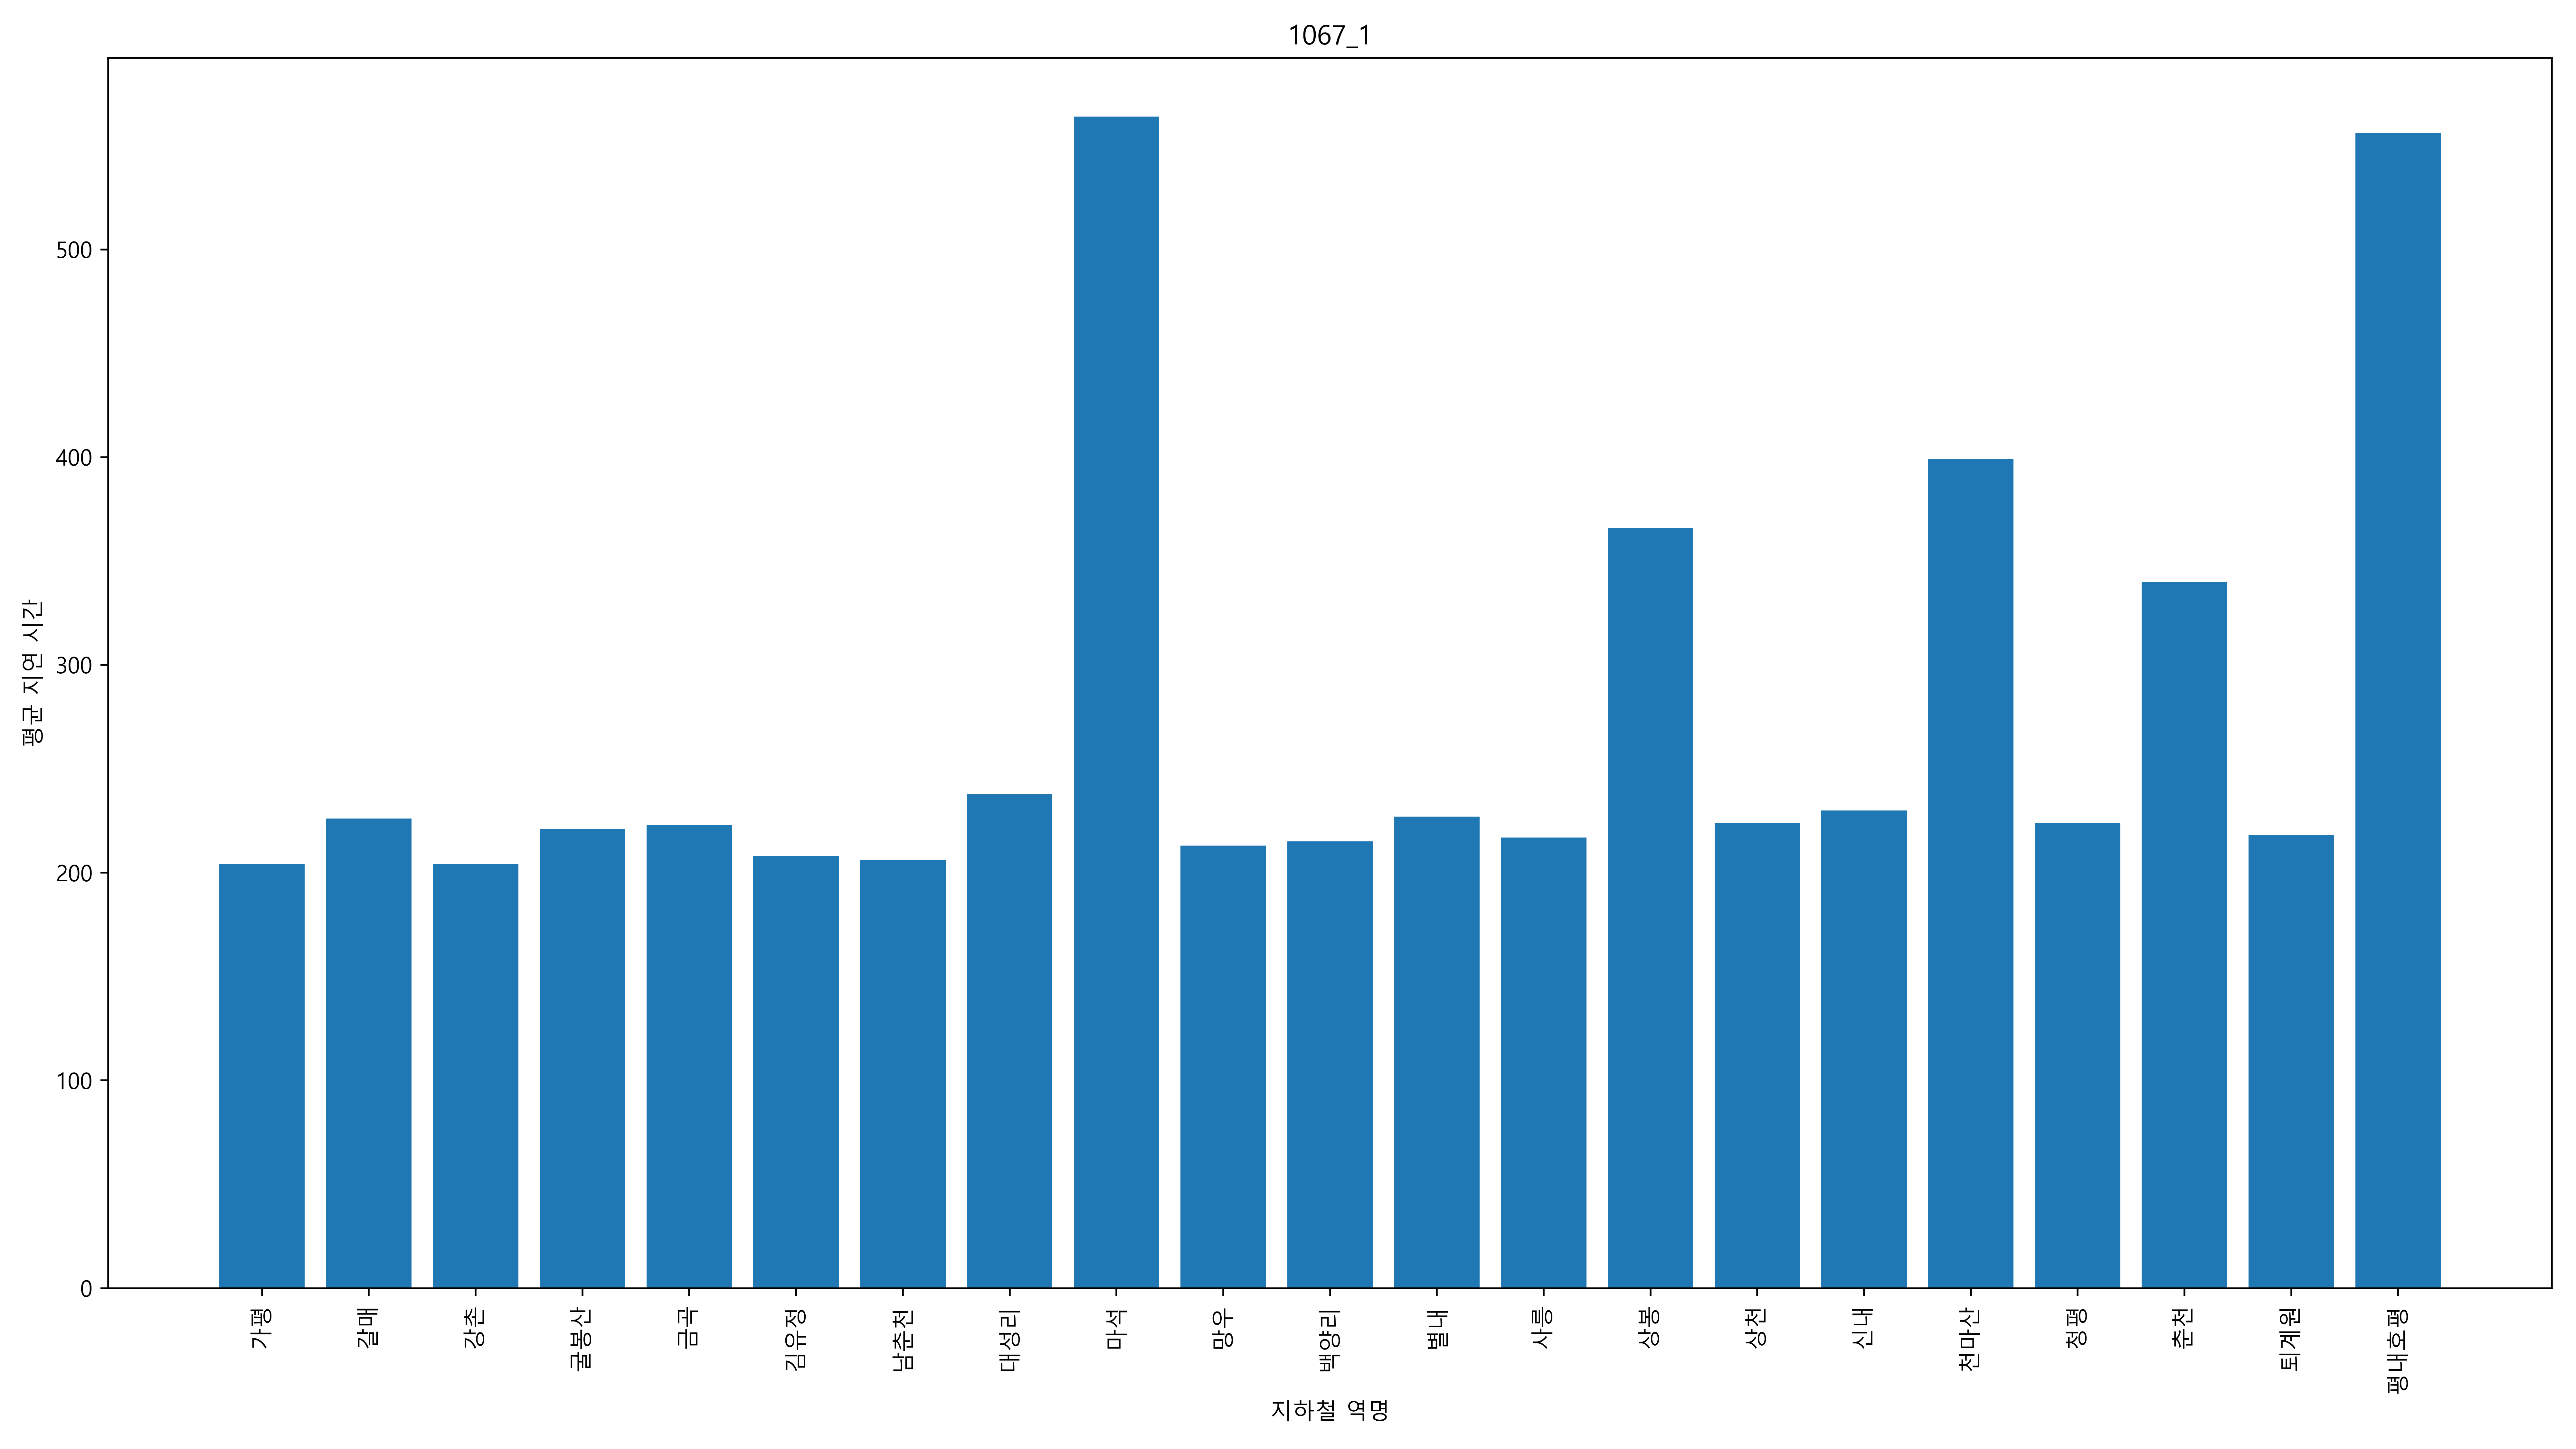 1067_1
평균 지연 시간
500
400
300
200
100
0
가평
갈매
강촌
굴봉산
금곡
김유정
남춘천
대성리
마석
망우
백양리
별내
사릉
상봉
상천
신내
천마산
청평
춘천
퇴계원
평내호평
지하철 역명